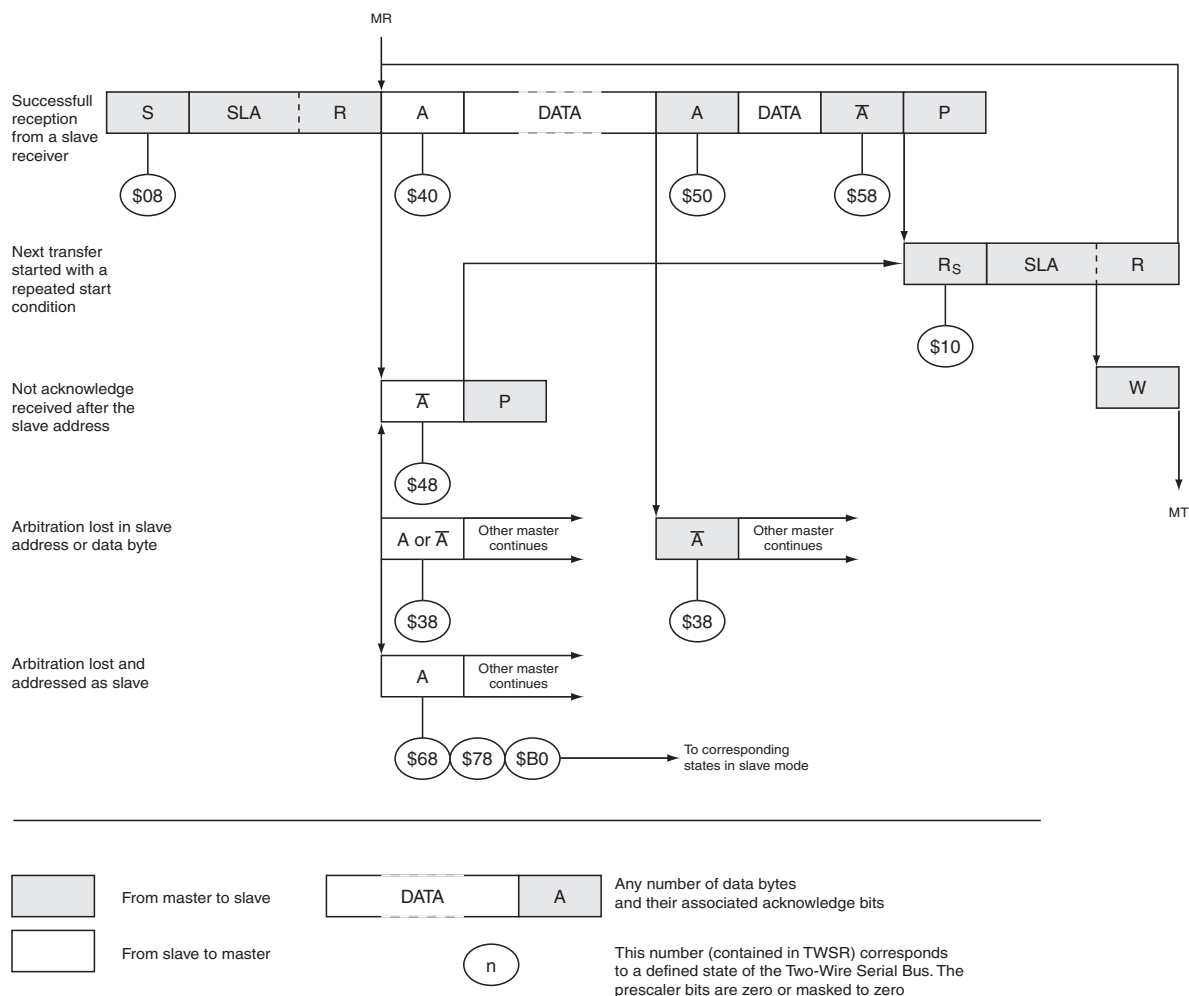 MR
Successfull
reception
from a slave
receiver
S SLA R A DATA A DATA A̅ P
$08 $40 $50 $58
Next transfer
started with a
repeated start
condition
RS SLA R
$10
Not acknowledge
received after the
slave address
A̅ P
W
$48
MT
Arbitration lost in slave
address or data byte
A or A̅
Other master
continues
A̅
Other master
continues
$38 $38
Arbitration lost and
addressed as slave
A
Other master
continues
$68 $78 $B0
To corresponding
states in slave mode
From master to slave
DATA A
Any number of data bytes
and their associated acknowledge bits
From slave to master
n
This number (contained in TWSR) corresponds
to a defined state of the Two-Wire Serial Bus. The
prescaler bits are zero or masked to zero